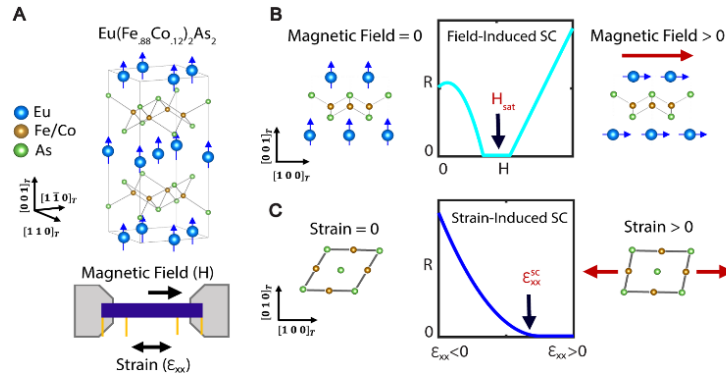 A
Eu(Fe.88Co.12)2As2
Eu
Fe/Co
As
[0 0 1]T
[1 1̅ 0]T
[1 1 0]T
Magnetic Field (H)
Strain (εxx)
B
Magnetic Field = 0
Field-Induced SC
Magnetic Field > 0
R
Hsat
0
0
H
[0 0 1]T
[1 0 0]T
C
Strain = 0
Strain-Induced SC
Strain > 0
R
εxxSC
0
εxx<0
εxx>0
[0 1 0]T
[1 0 0]T